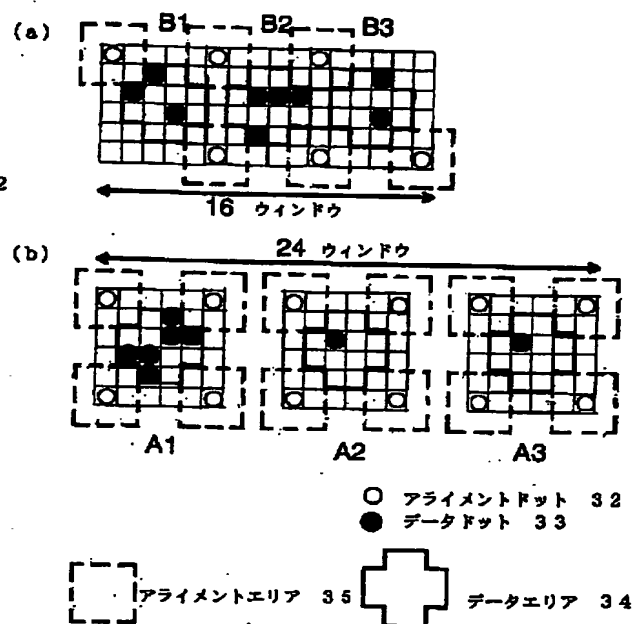 (a)
B1 B2 B3
2
16 ウィンドウ
(b)
24 ウィンドウ
A1 A2 A3
アライメントドット 32
データドット 33
アライメントエリア 35
データエリア 34